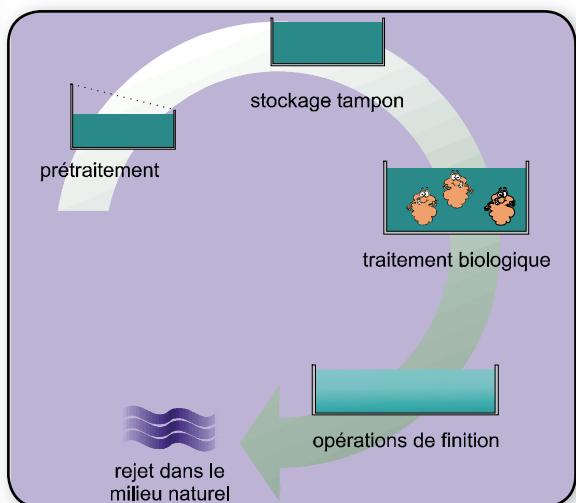 stockage tampon
prétraitement
traitement biologique
opérations de finition
rejet dans le
milieu naturel